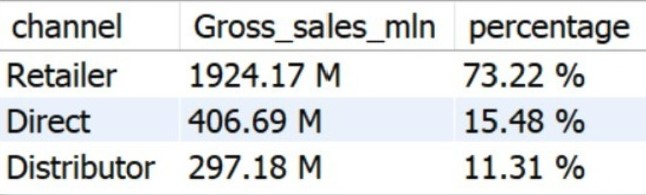 channel Gross_sales_mln percentage
Retailer 1924.17 M 73.22 %
Direct 406.69 M 15.48 %
Distributor 297.18 M 11.31 %